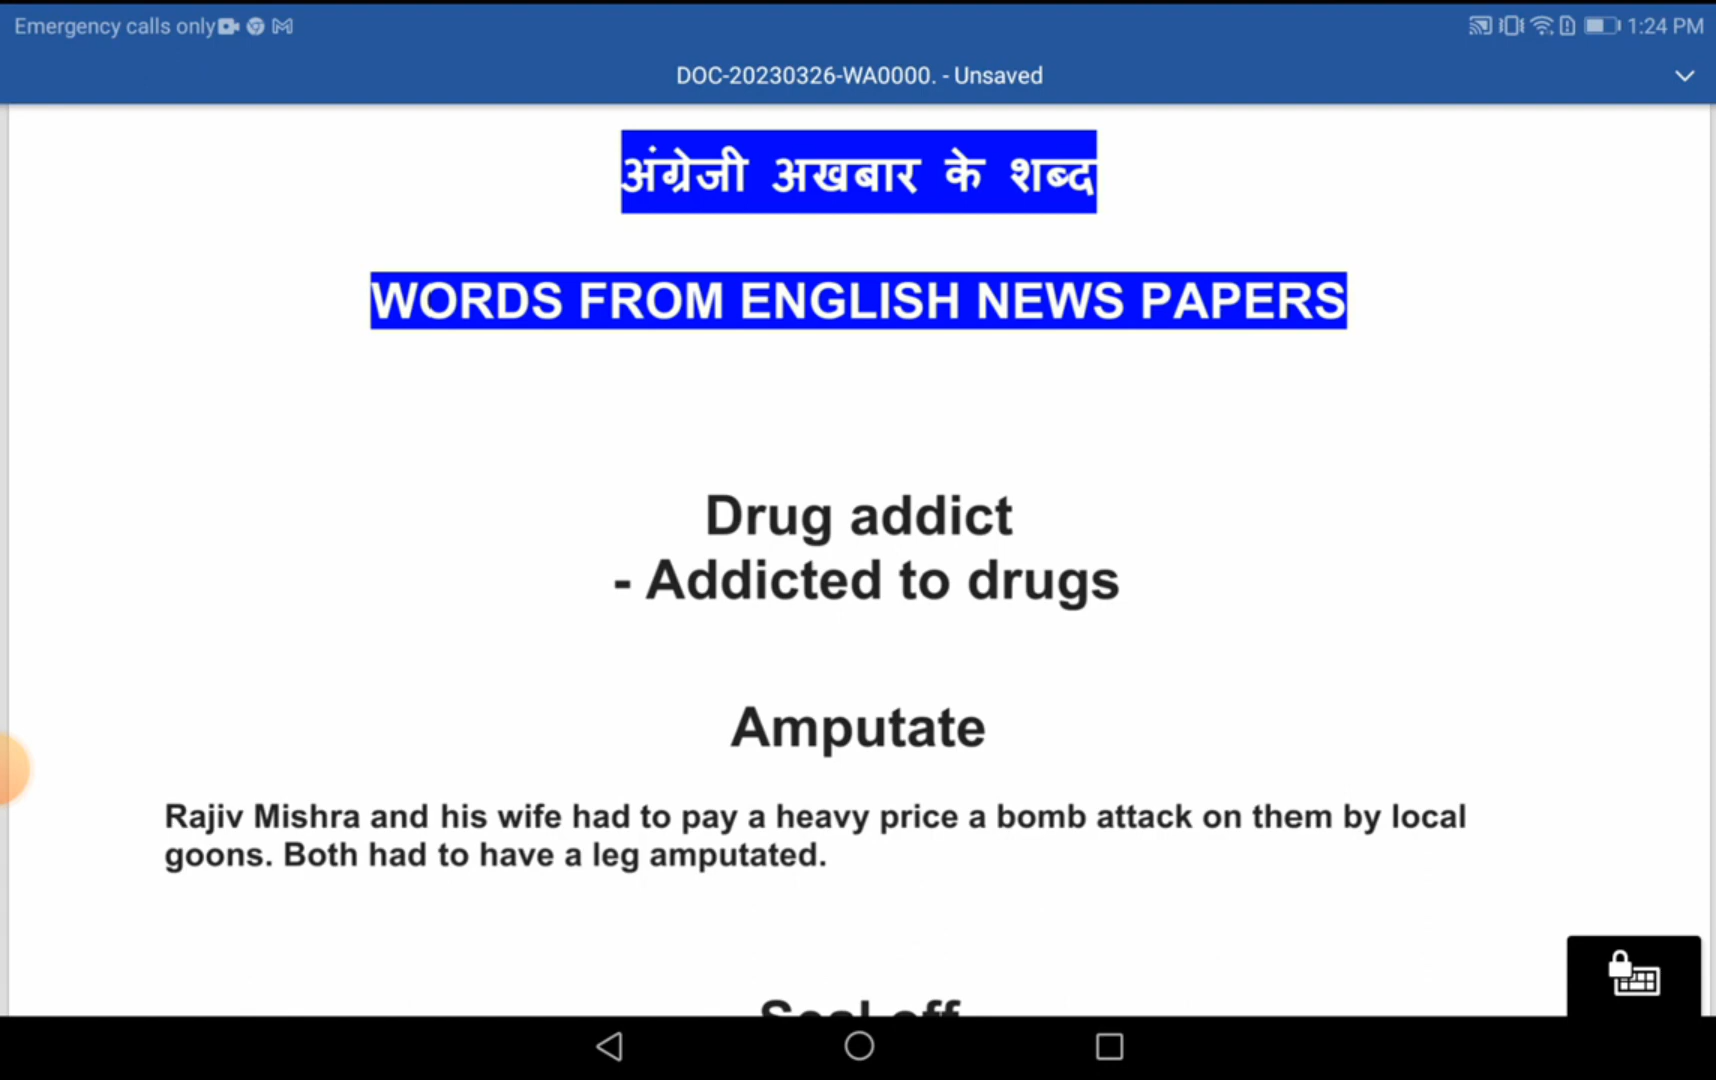 Emergency calls only
1:24 PM
DOC-20230326-WA0000. - Unsaved
अंग्रेजी अखबार के शब्द
WORDS FROM ENGLISH NEWS PAPERS
Drug addict
- Addicted to drugs
Amputate
Rajiv Mishra and his wife had to pay a heavy price a bomb attack on them by local
goons. Both had to have a leg amputated.
Seal off